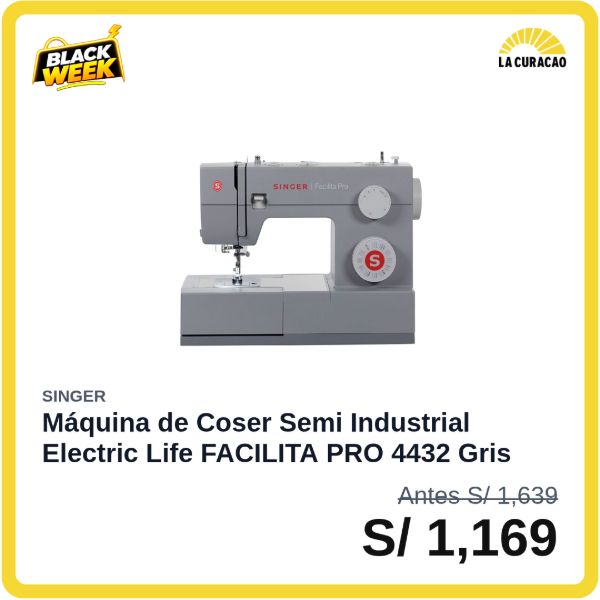 BLACK
WEEK
LA CURACAO
SINGER | Facilita Pro
S
S
SINGER
Máquina de Coser Semi Industrial
Electric Life FACILITA PRO 4432 Gris
Antes S/ 1,639
S/ 1,169